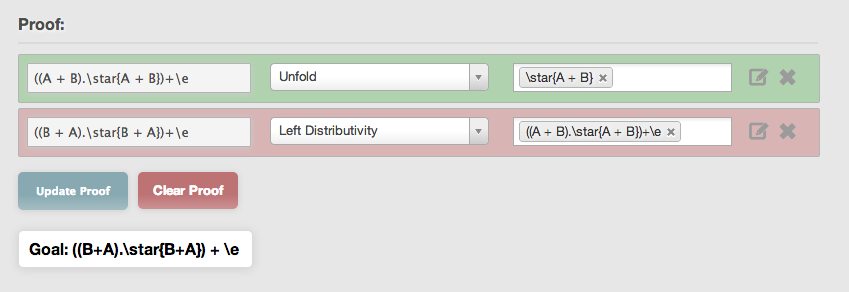 Proof:
((A + B).\star{A + B})+\e Unfold \star{A + B} ×
((B + A).\star{B + A})+\e Left Distributivity ((A + B).\star{A + B})+\e ×
Update Proof Clear Proof
Goal: ((B+A).\star{B+A}) + \e